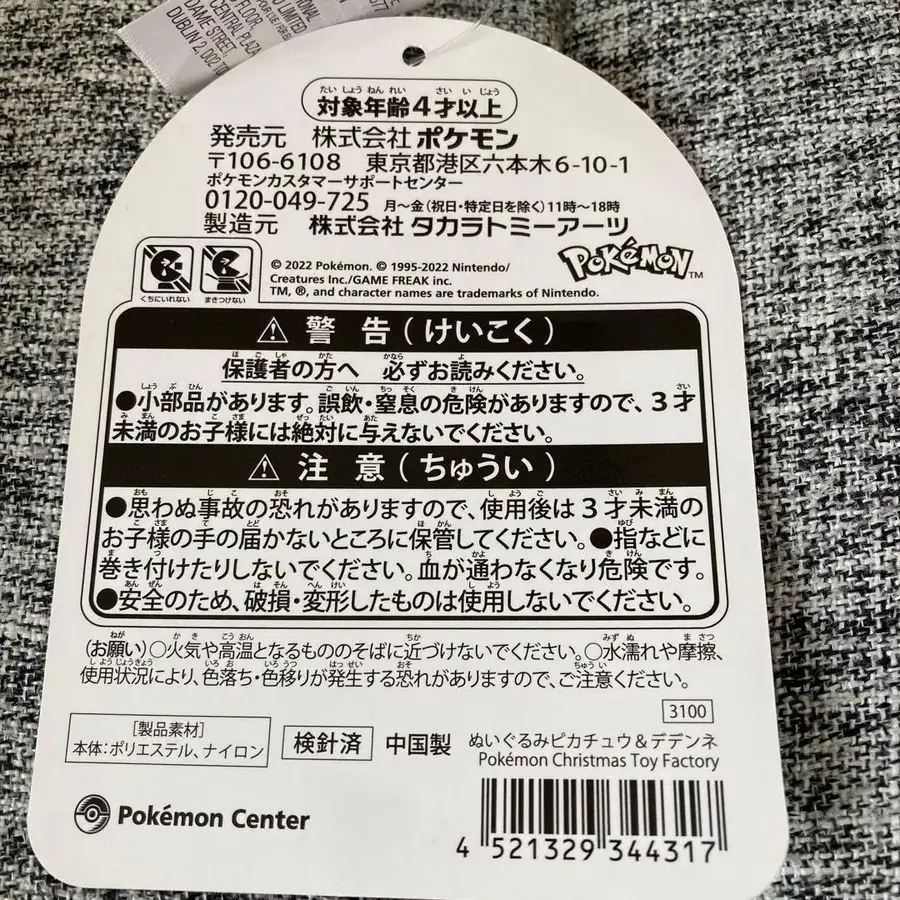 FLOOR,
CENTRAL PLAZA,
DAME STREET,
DUBLIN 2, D02 
LIMITED
対象年齢4才以上
発売元 株式会社 ポケモン
〒106-6108 東京都港区六本木6-10-1
ポケモンカスタマーサポートセンター
0120-049-725 月～金（祝日・特定日を除く）11時～18時
製造元 株式会社 タカラトミーアーツ
くちにいれない まきつけない
© 2022 Pokémon. © 1995-2022 Nintendo/
Creatures Inc./GAME FREAK inc.
TM, ®, and character names are trademarks of Nintendo.
POKéMON™
⚠ 警告（けいこく）
保護者の方へ 必ずお読みください。
●小部品があります。誤飲・窒息の危険がありますので、3才
未満のお子様には絶対に与えないでください。
⚠ 注意（ちゅうい）
●思わぬ事故の恐れがありますので、使用後は3才未満の
お子様の手の届かないところに保管してください。●指などに
巻き付けたりしないでください。血が通わなくなり危険です。
●安全のため、破損・変形したものは使用しないでください。
（お願い）○火気や高温となるもののそばに近づけないでください。○水濡れや摩擦、
使用状況により、色落ち・色移りが発生する恐れがありますので、ご注意ください。
3100
［製品素材］
本体：ポリエステル、ナイロン
検針済 中国製
ぬいぐるみピカチュウ＆デデンネ
Pokémon Christmas Toy Factory
Pokémon Center
4 521329 344317